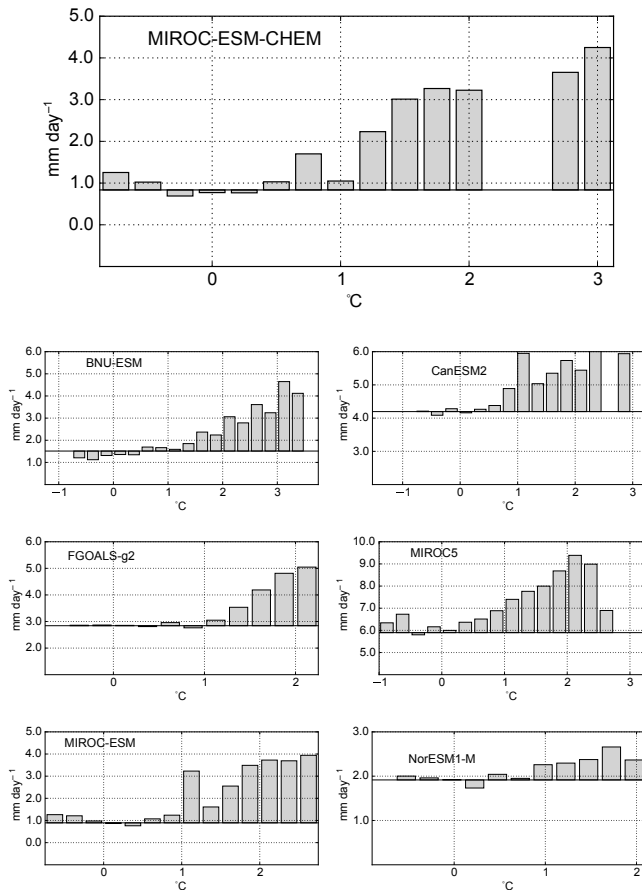 MIROC-ESM-CHEM
mm day⁻¹
5.0
4.0
3.0
2.0
1.0
0.0
0 1 2 3
°C
BNU-ESM
mm day⁻¹
6.0
5.0
4.0
3.0
2.0
1.0
−1 0 1 2 3
°C
CanESM2
mm day⁻¹
6.0
5.0
4.0
3.0
−1 0 1 2 3
°C
FGOALS-g2
mm day⁻¹
6.0
5.0
4.0
3.0
2.0
0 1 2
°C
MIROC5
mm day⁻¹
10.0
9.0
8.0
7.0
6.0
5.0
−1 0 1 2 3
°C
MIROC-ESM
mm day⁻¹
5.0
4.0
3.0
2.0
1.0
0.0
0 1 2
°C
NorESM1-M
mm day⁻¹
3.0
2.0
1.0
0 1 2
°C